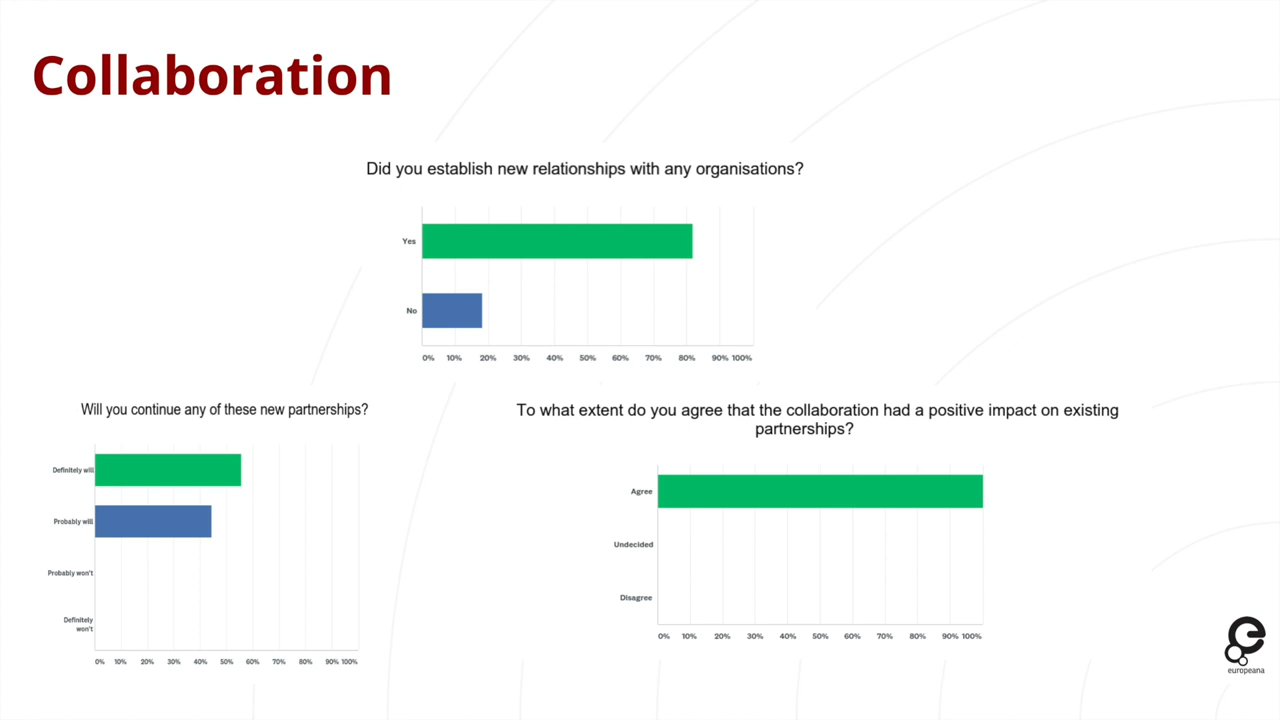 Collaboration
Did you establish new relationships with any organisations?
Yes
No
0% 10% 20% 30% 40% 50% 60% 70% 80% 90% 100%
Will you continue any of these new partnerships?
Definitely will
Probably will
Probably won't
Definitely
won't
0% 10% 20% 30% 40% 50% 60% 70% 80% 90% 100%
To what extent do you agree that the collaboration had a positive impact on existing
partnerships?
Agree
Undecided
Disagree
0% 10% 20% 30% 40% 50% 60% 70% 80% 90% 100%
europeana